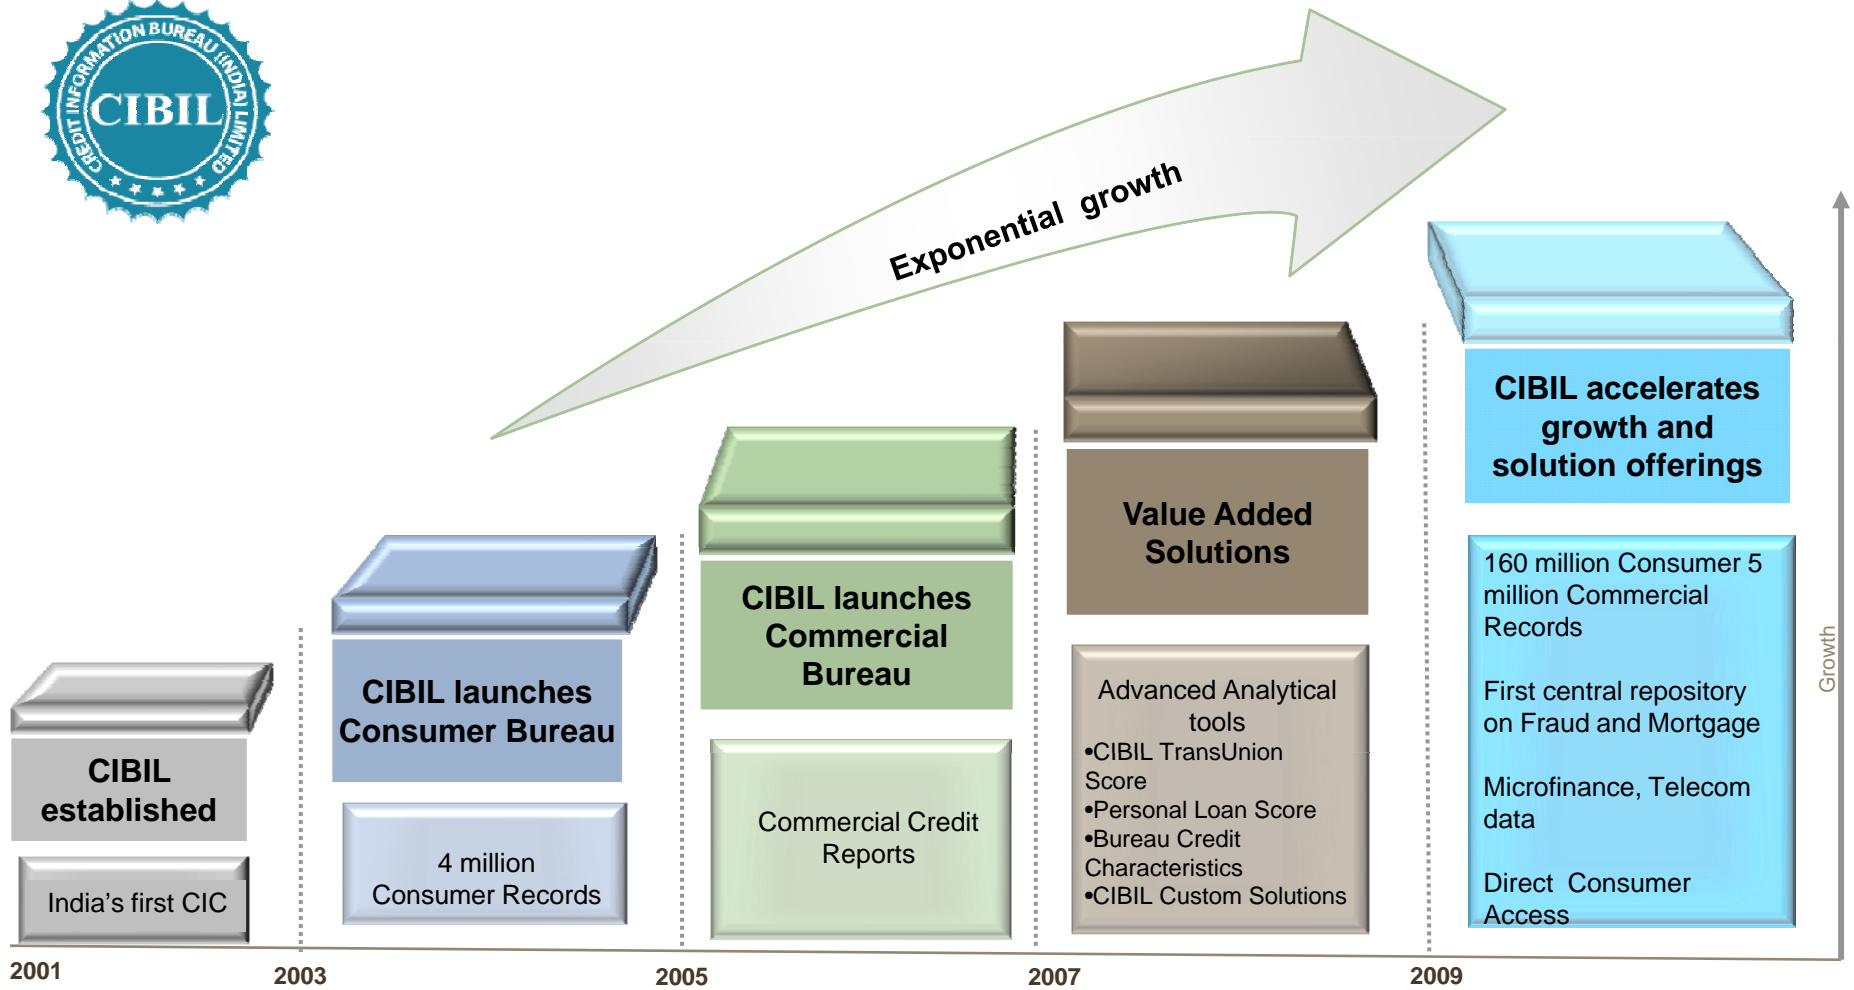 CREDIT INFORMATION BUREAU (INDIA) LIMITED
CIBIL
Exponential growth
CIBIL
established
India’s first CIC
CIBIL launches
Consumer Bureau
4 million
Consumer Records
CIBIL launches
Commercial
Bureau
Commercial Credit
Reports
Value Added
Solutions
Advanced Analytical
tools
•CIBIL TransUnion
Score
•Personal Loan Score
•Bureau Credit
Characteristics
•CIBIL Custom Solutions
CIBIL accelerates
growth and
solution offerings
160 million Consumer 5
million Commercial
Records
First central repository
on Fraud and Mortgage
Microfinance, Telecom
data
Direct Consumer
Access
Growth
2001
2003
2005
2007
2009